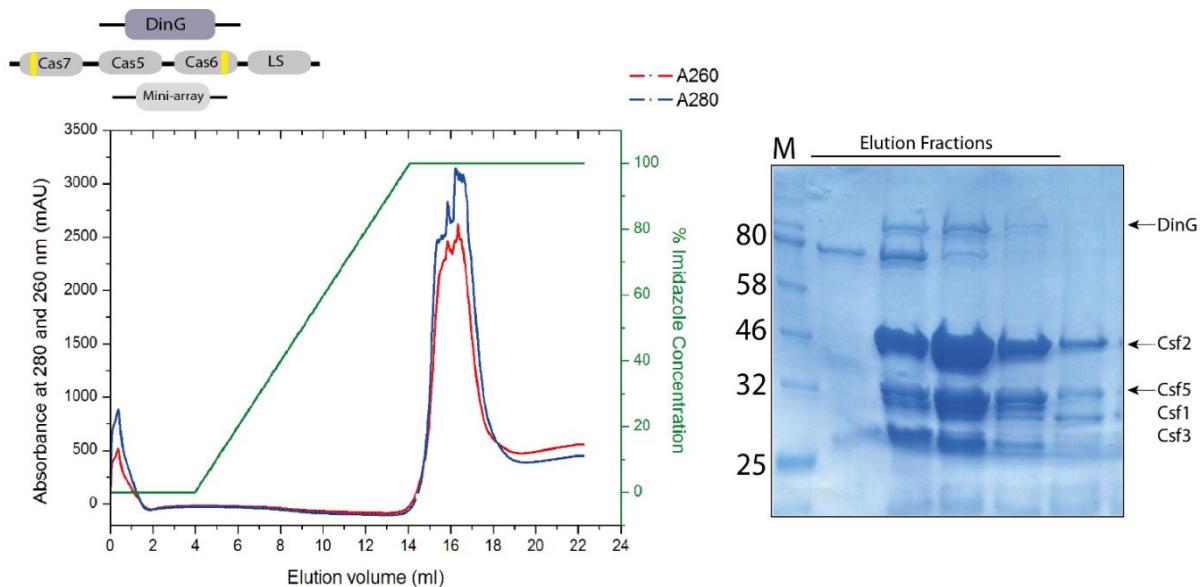 DinG
Cas7 Cas5 Cas6 LS
Mini-array
A260
A280
3500
3000
2500
2000
1500
1000
500
0
Absorbance at 280 and 260 nm (mAU)
0 2 4 6 8 10 12 14 16 18 20 22 24
Elution volume (ml)
100
80
60
40
20
0
% Imidazole Concentration
M Elution Fractions
80
58
46
32
25
DinG
Csf2
Csf5
Csf1
Csf3